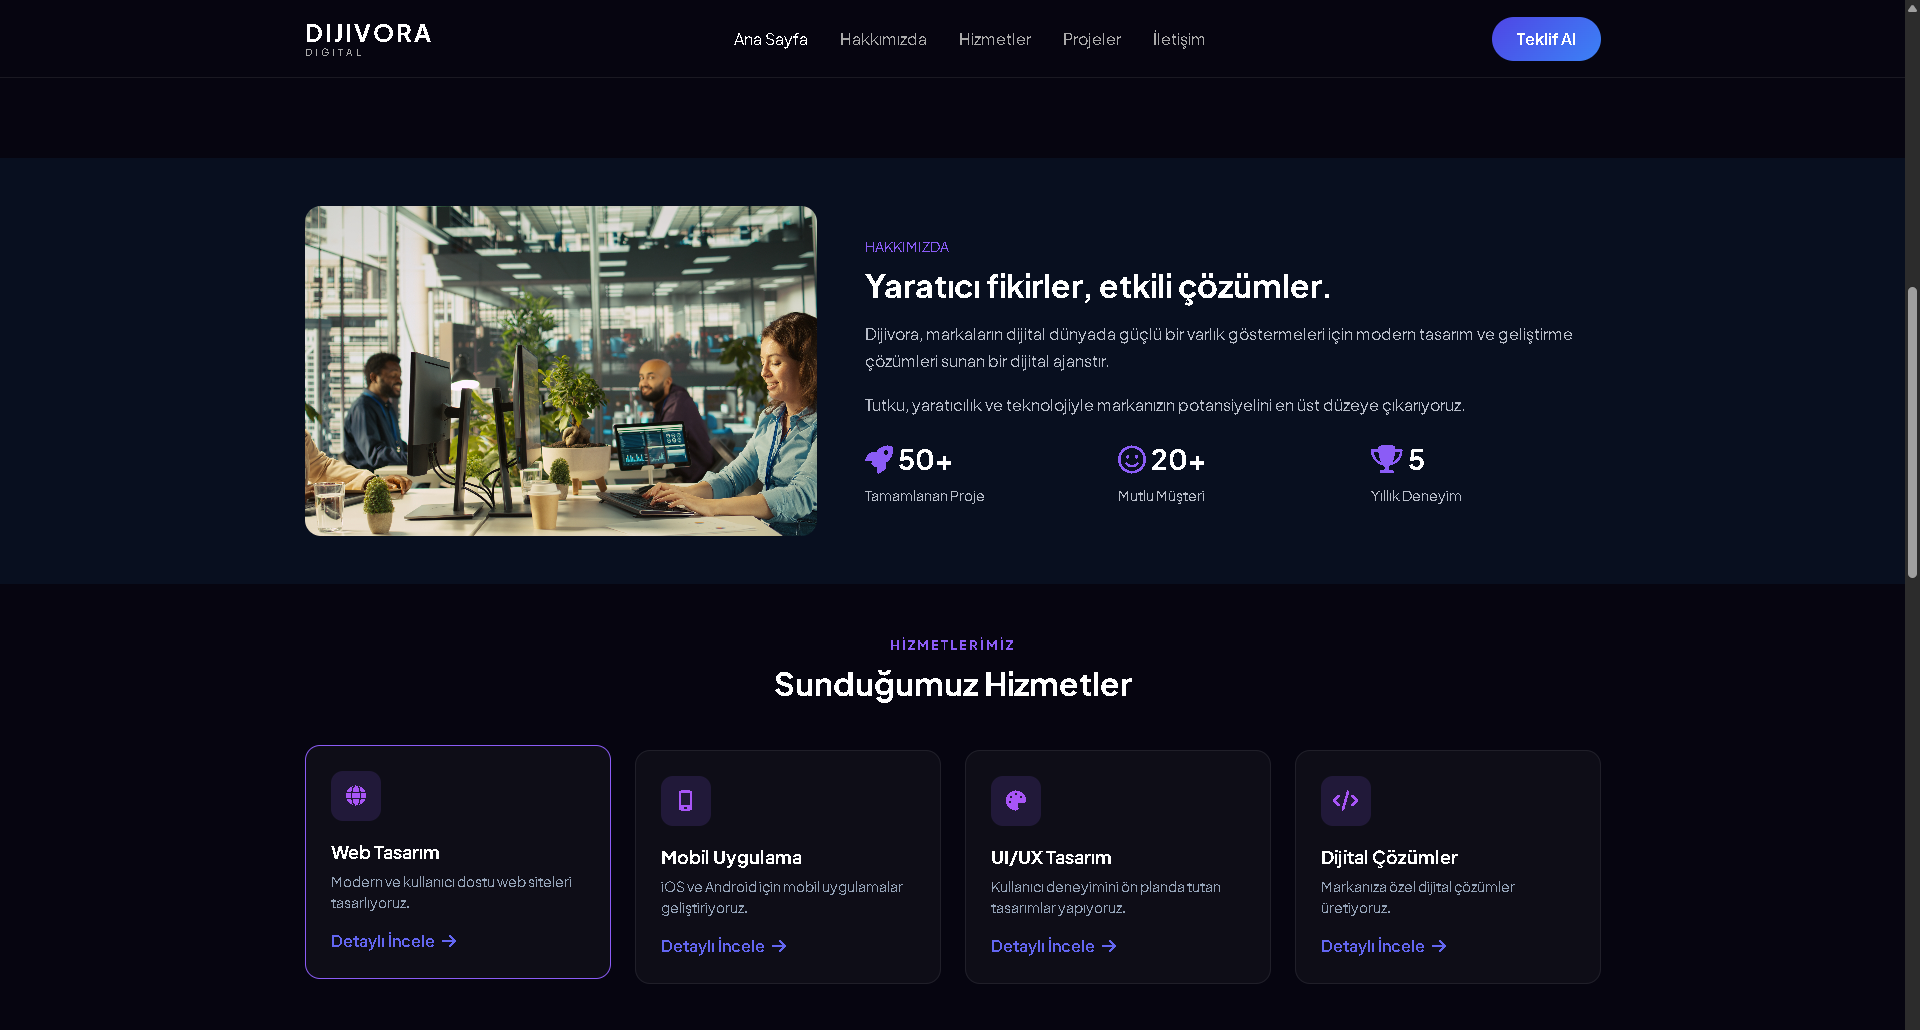 DIJIVORA
DIGITAL
Ana Sayfa
Hakkımızda
Hizmetler
Projeler
İletişim
Teklif Al
HAKKIMIZDA
Yaratıcı fikirler, etkili çözümler.
Dijivora, markaların dijital dünyada güçlü bir varlık göstermeleri için modern tasarım ve geliştirme
çözümleri sunan bir dijital ajanstır.
Tutku, yaratıcılık ve teknolojiyle markanızın potansiyelini en üst düzeye çıkarıyoruz.
50+
Tamamlanan Proje
20+
Mutlu Müşteri
5
Yıllık Deneyim
HİZMETLERİMİZ
Sunduğumuz Hizmetler
Web Tasarım
Modern ve kullanıcı dostu web siteleri
tasarlıyoruz.
Detaylı İncele
Mobil Uygulama
iOS ve Android için mobil uygulamalar
geliştiriyoruz.
Detaylı İncele
UI/UX Tasarım
Kullanıcı deneyimini ön planda tutan
tasarımlar yapıyoruz.
Detaylı İncele
Dijital Çözümler
Markanıza özel dijital çözümler
üretiyoruz.
Detaylı İncele